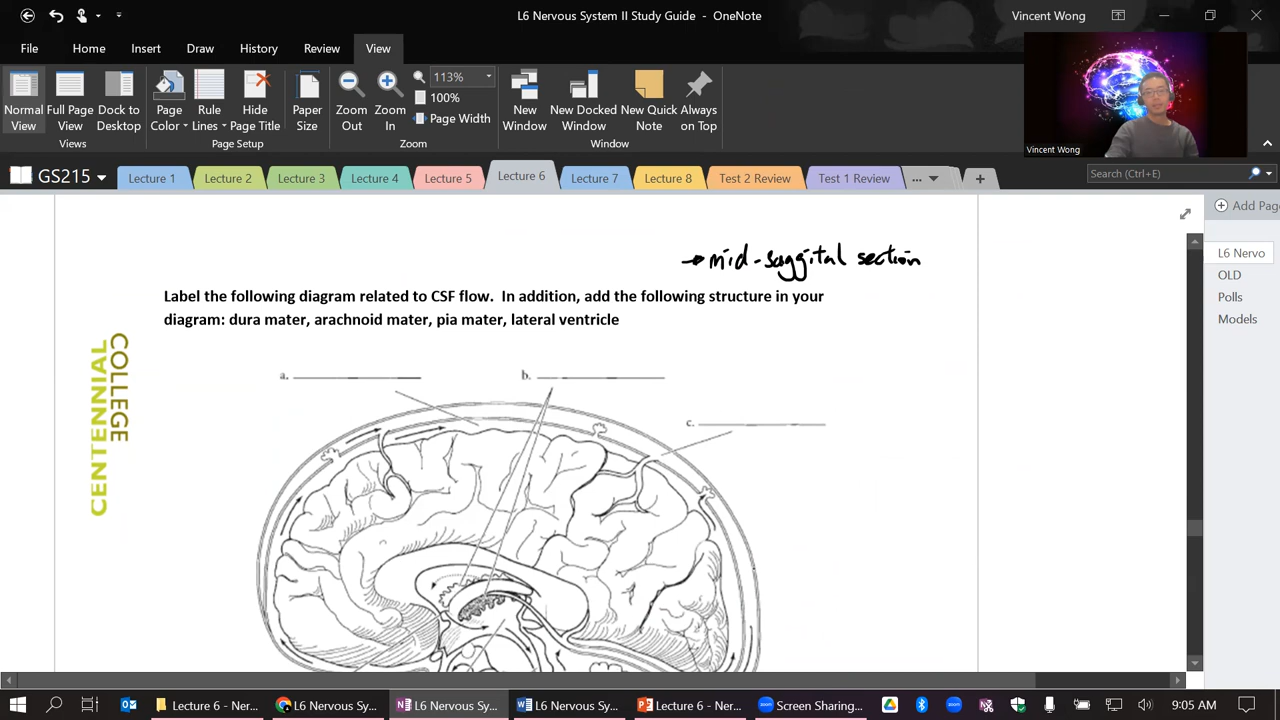 L6 Nervous System II Study Guide - OneNote
Vincent Wong
File Home Insert Draw History Review View
Normal View
Full Page View
Dock to Desktop
Page Color
Rule Lines
Hide Page Title
Paper Size
Zoom Out
Zoom In
113%
100%
Page Width
New Window
New Docked Window
New Quick Note
Always on Top
Views
Page Setup
Zoom
Window
Vincent Wong
GS215
Lecture 1 Lecture 2 Lecture 3 Lecture 4 Lecture 5 Lecture 6 Lecture 7 Lecture 8 Test 2 Review Test 1 Review ...
Search (Ctrl+E)
Add Pag
L6 Nervo
OLD
Polls
Models
→ mid-saggital section
Label the following diagram related to CSF flow. In addition, add the following structure in your
diagram: dura mater, arachnoid mater, pia mater, lateral ventricle
CENTENNIAL
COLLEGE
a.
b.
c.
Lecture 6 - Ner... L6 Nervous Sy... L6 Nervous Sy... L6 Nervous Sy... Lecture 6 - Ner... Screen Sharing... 9:05 AM